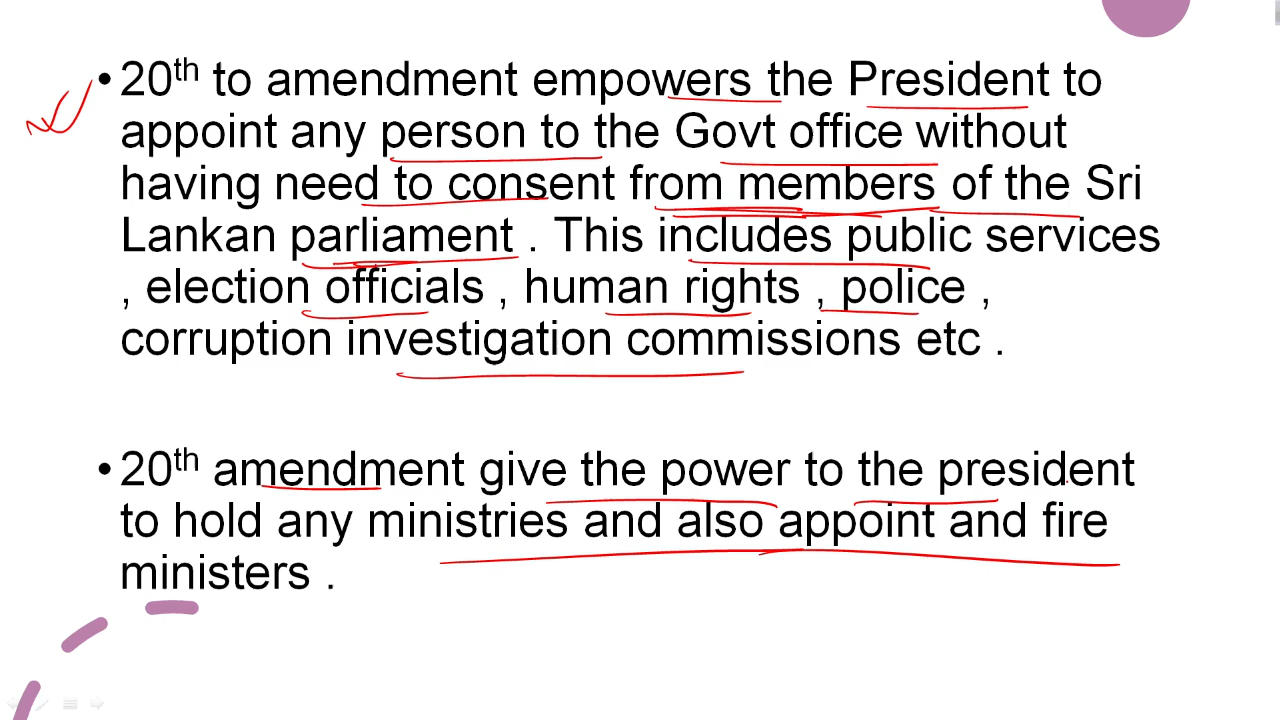 • 20th to amendment empowers the President to
appoint any person to the Govt office without
having need to consent from members of the Sri
Lankan parliament . This includes public services
, election officials , human rights , police ,
corruption investigation commissions etc .
• 20th amendment give the power to the president
to hold any ministries and also appoint and fire
ministers .